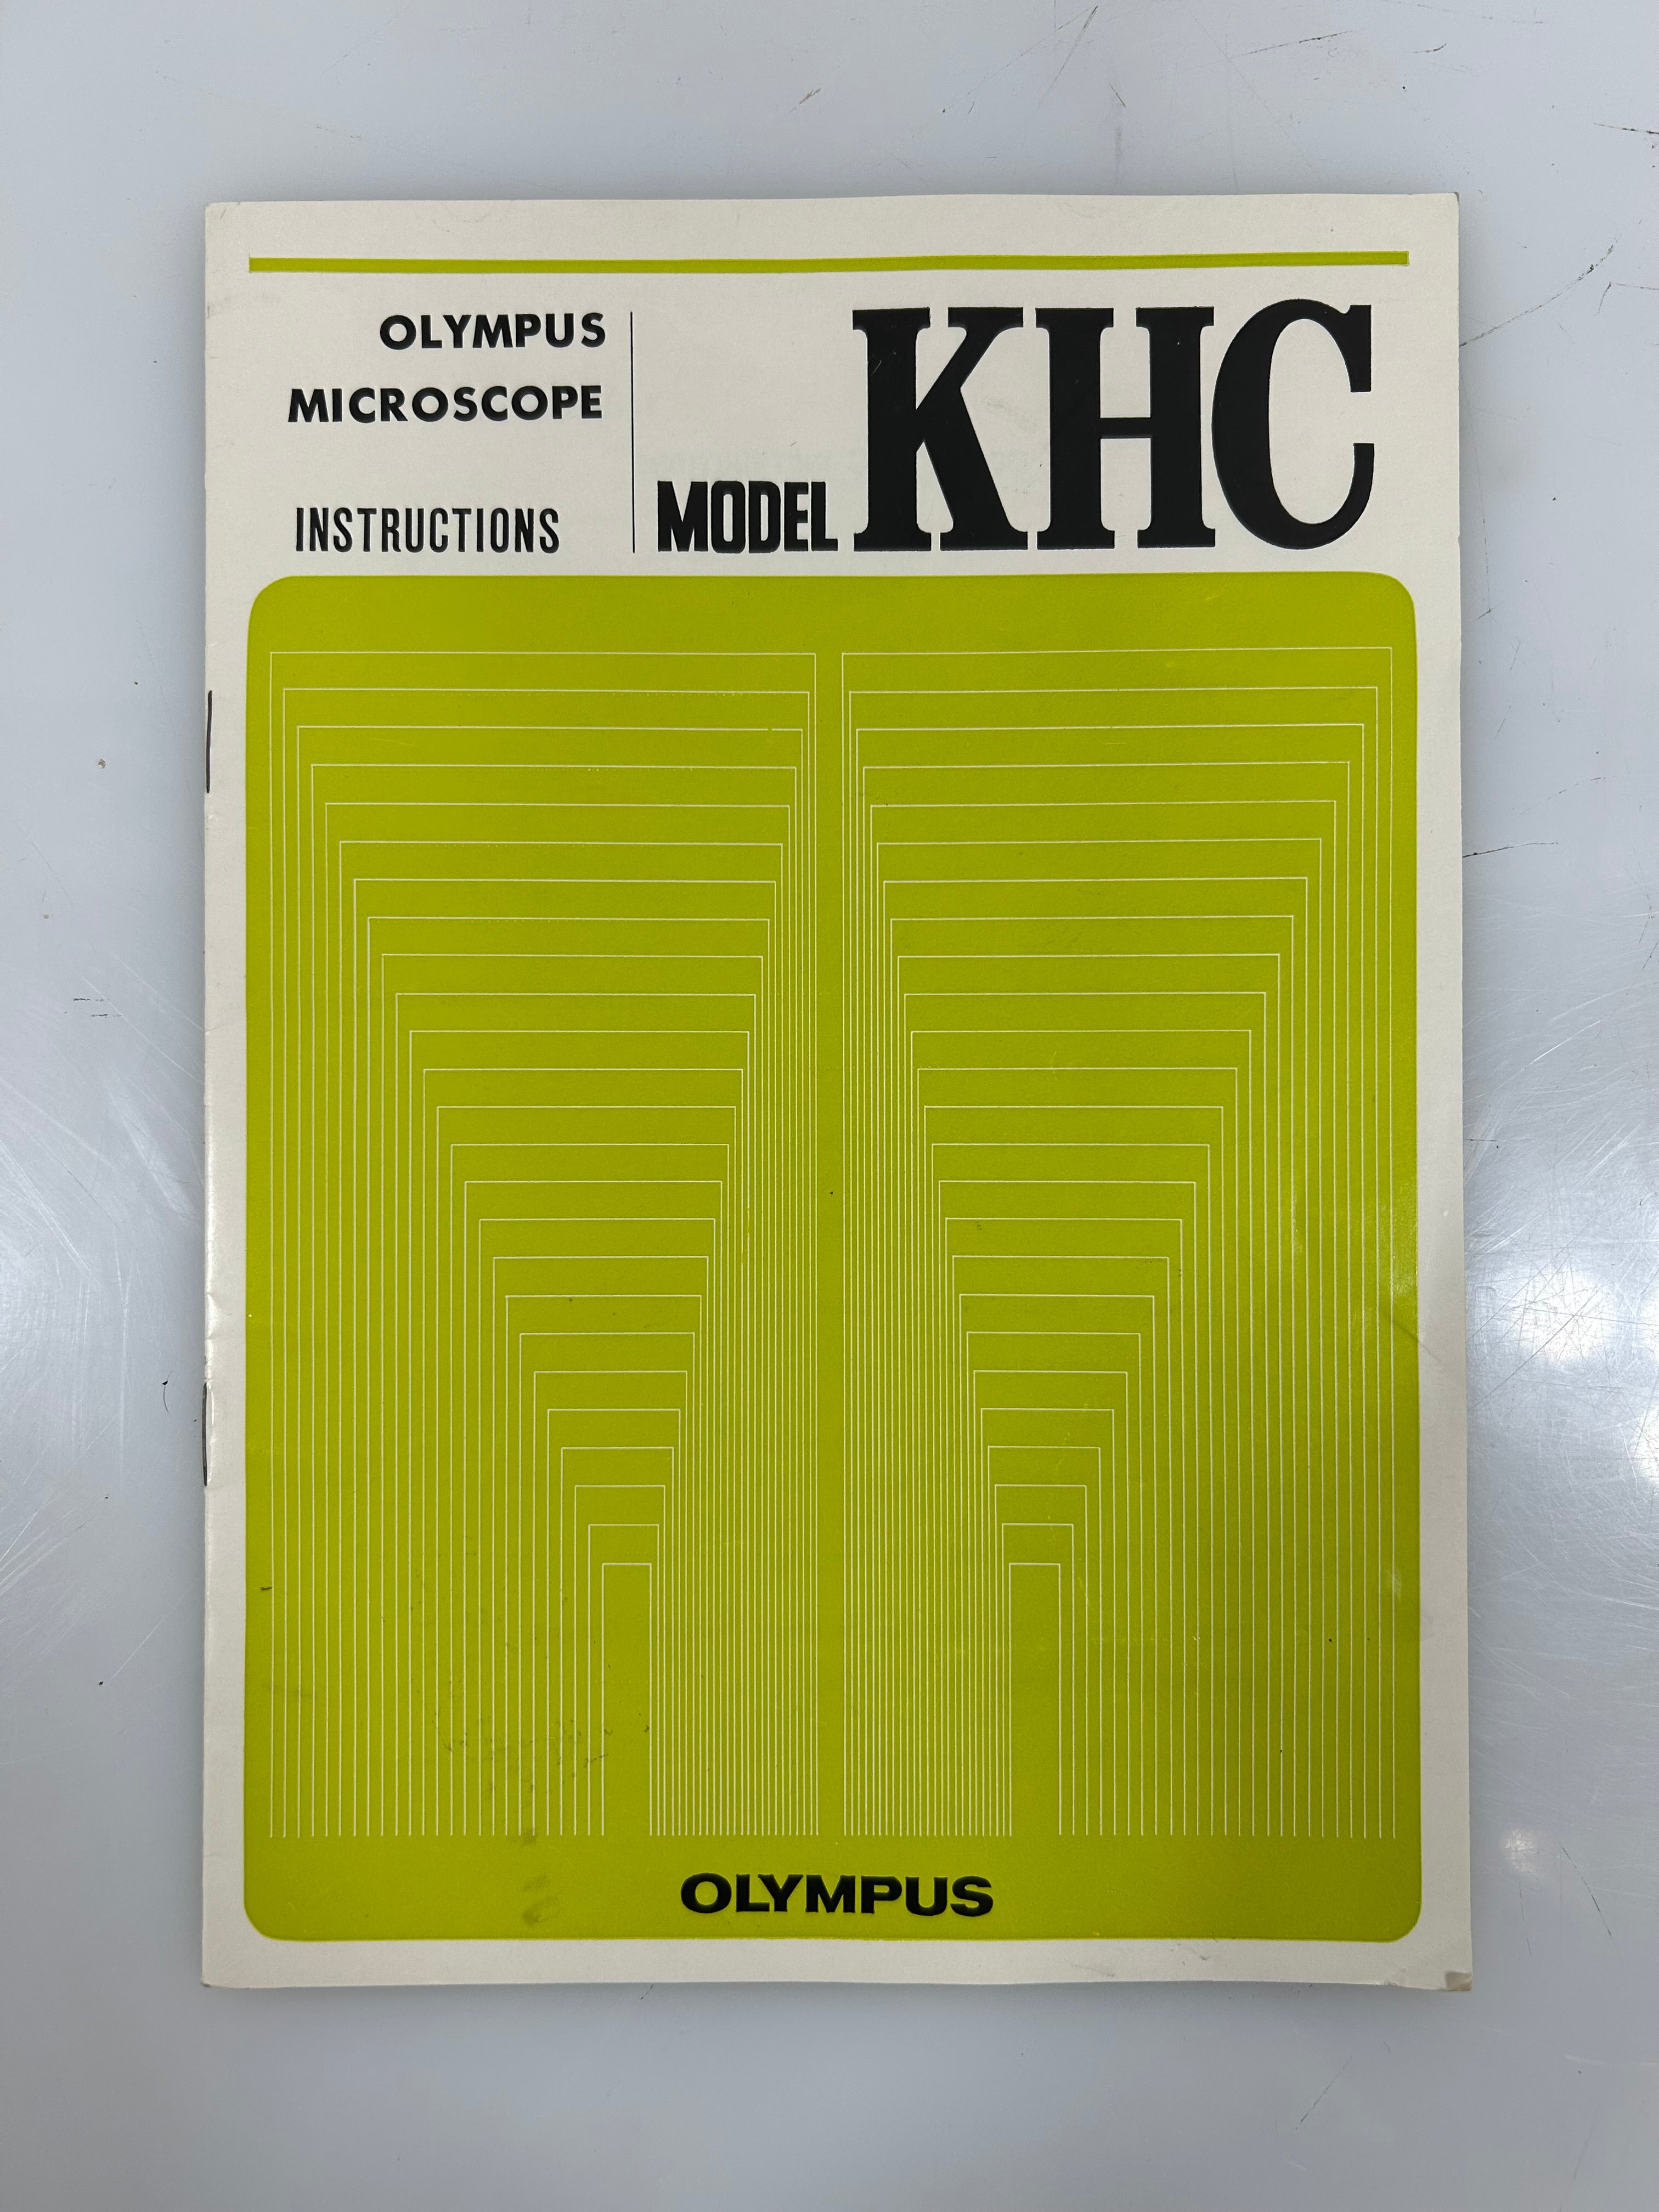 OLYMPUS
MICROSCOPE
INSTRUCTIONS
MODEL KHC
OLYMPUS